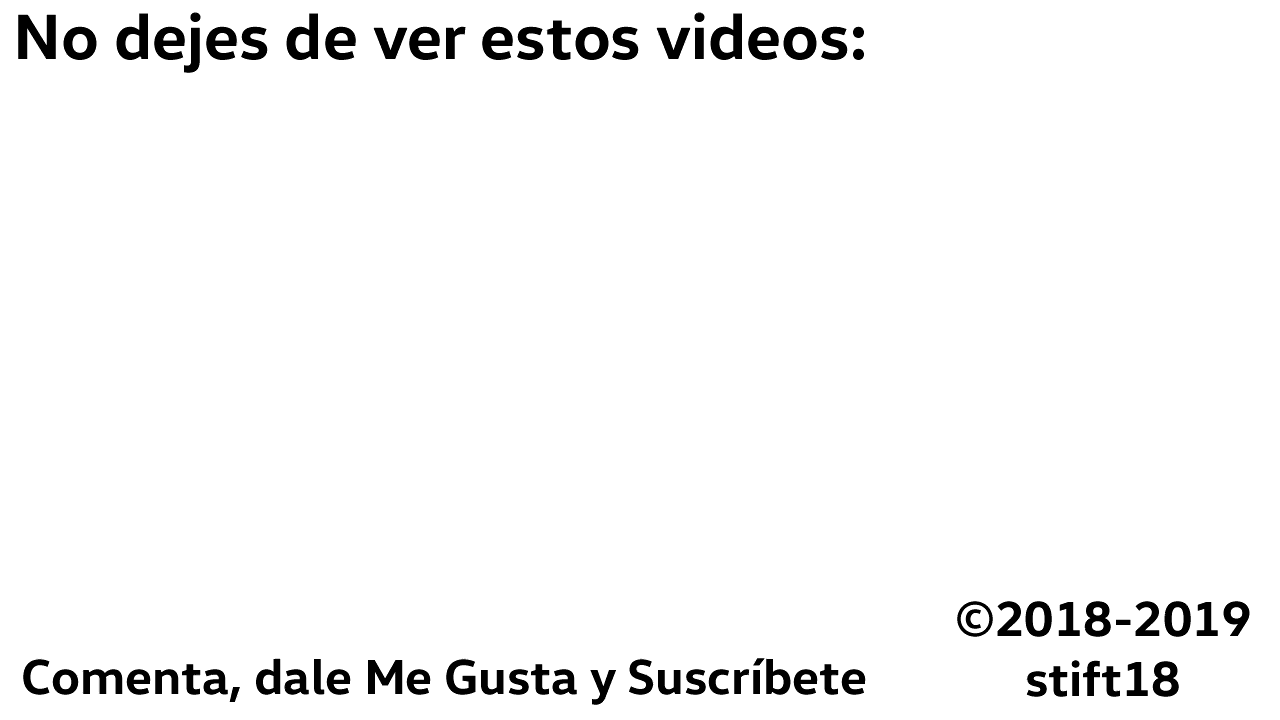 No dejes de ver estos videos:
Comenta, dale Me Gusta y Suscríbete
©2018-2019
stift18